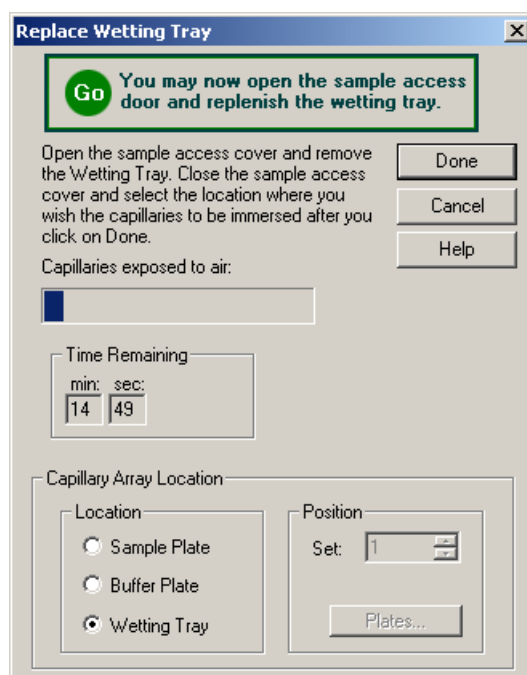 Replace Wetting Tray
Go
You may now open the sample access
door and replenish the wetting tray.
Open the sample access cover and remove
the Wetting Tray. Close the sample access
cover and select the location where you
wish the capillaries to be immersed after you
click on Done.
Done
Cancel
Help
Capillaries exposed to air:
Time Remaining
min: sec:
14 49
Capillary Array Location
Location
Sample Plate
Buffer Plate
Wetting Tray
Position
Set: 1
Plates...